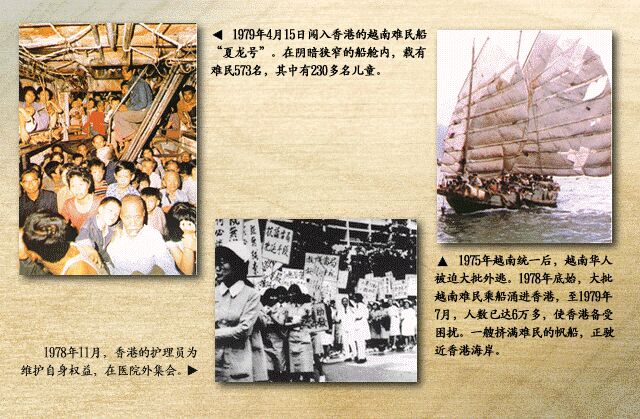 ◀ 1979年4月15日闯入香港的越南难民船
“夏龙号”。在阴暗狭窄的船舱内，载有
难民573名，其中有230多名儿童。
▲ 1975年越南统一后，越南华人
被迫大批外逃。1978年底始，大批
越南难民乘船涌进香港，至1979年
7月，人数已达6万多，使香港备受
困扰。一艘挤满难民的帆船，正驶
近香港海岸。
1978年11月，香港的护理员为
维护自身权益，在医院外集会。▶